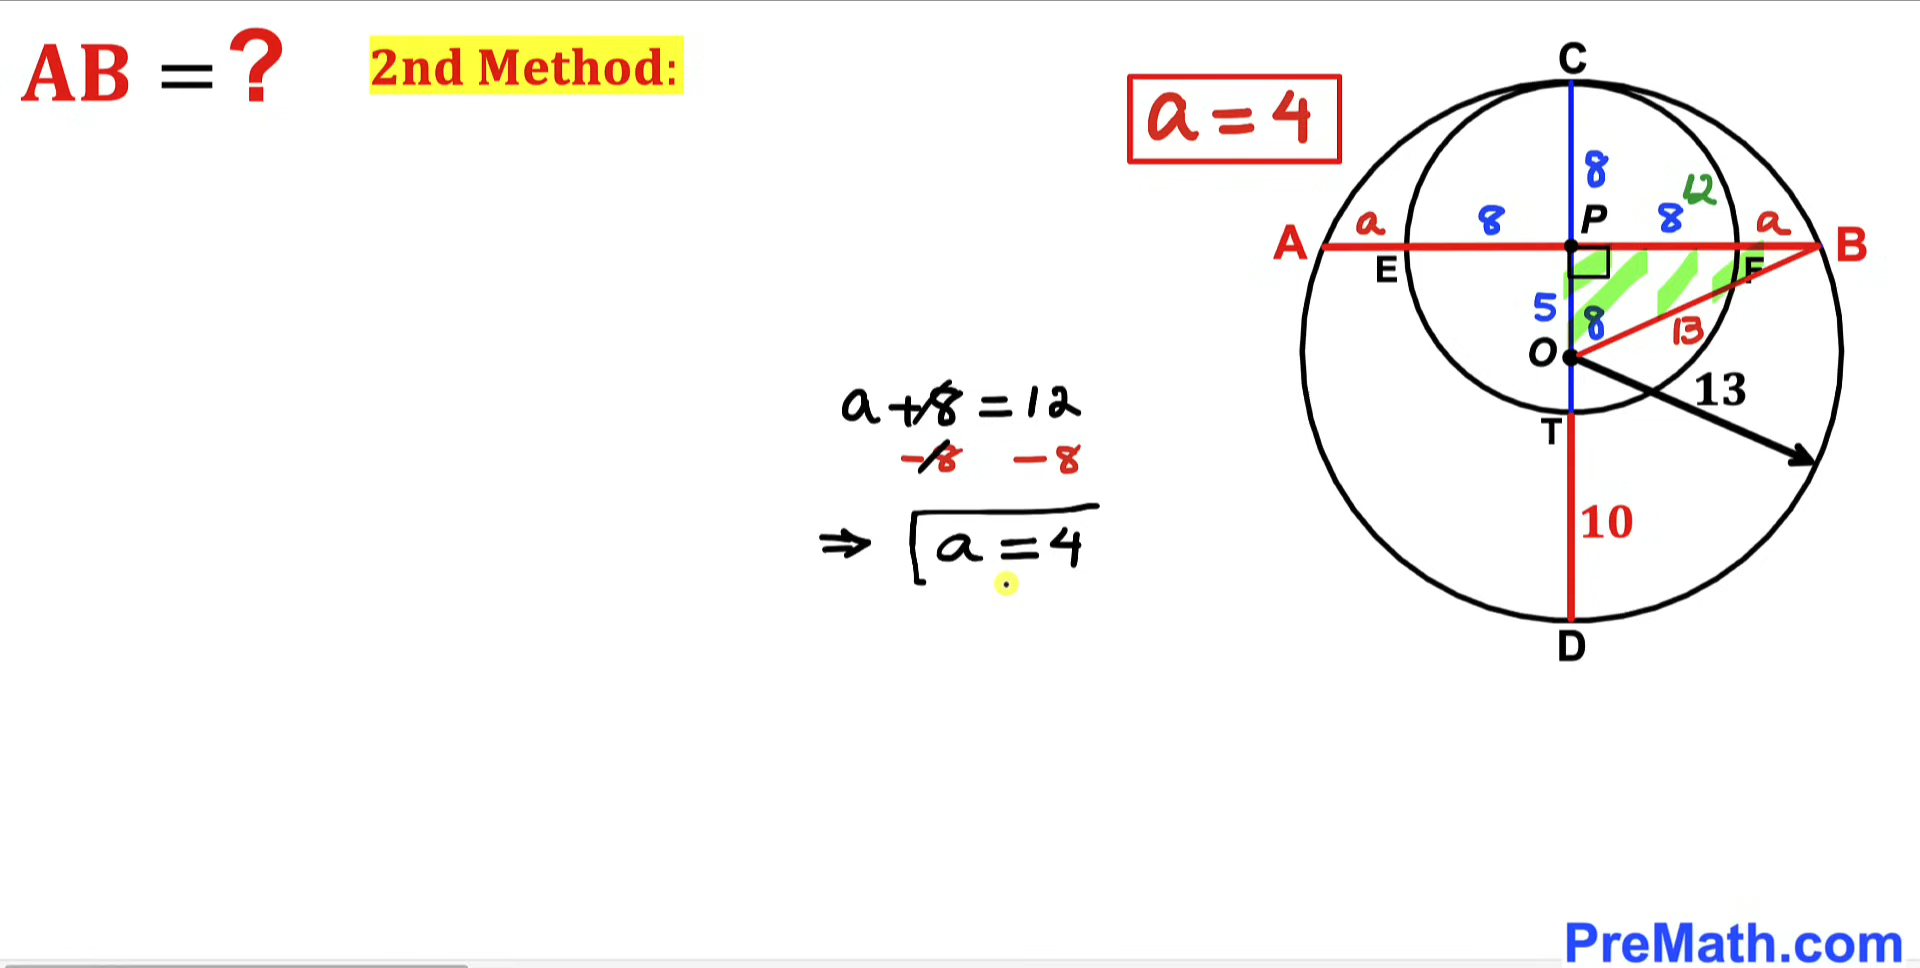 AB = ?
2nd Method:
a = 4
C
8
12
a
8
P
8
a
A
B
E
F
5
8
13
O
13
a + 8 = 12
T
- 8 - 8
10
⇒ a = 4
D
PreMath.com